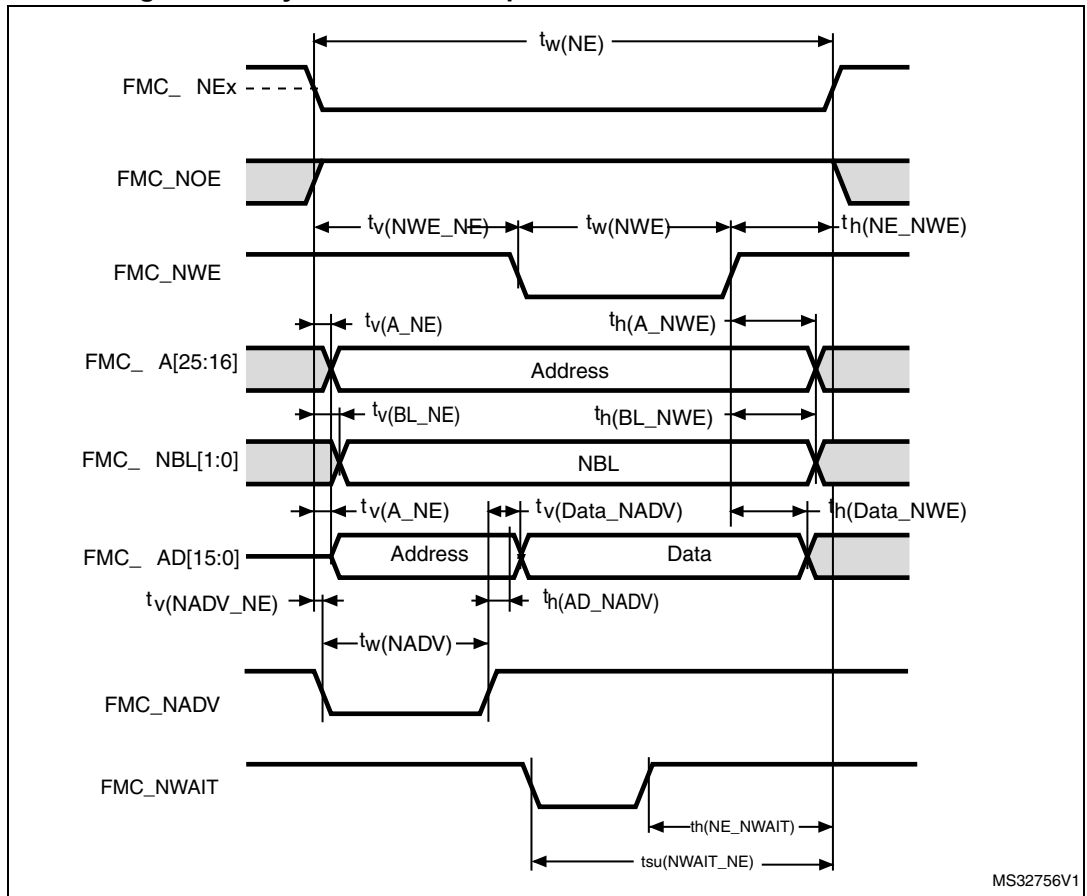 tw(NE)
FMC_ NEx
FMC_NOE
tv(NWE_NE)
tw(NWE)
th(NE_NWE)
FMC_NWE
tv(A_NE)
th(A_NWE)
FMC_ A[25:16]
Address
tv(BL_NE)
th(BL_NWE)
FMC_ NBL[1:0]
NBL
tv(A_NE)
tv(Data_NADV)
th(Data_NWE)
FMC_ AD[15:0]
Address
Data
tv(NADV_NE)
th(AD_NADV)
tw(NADV)
FMC_NADV
FMC_NWAIT
th(NE_NWAIT)
tsu(NWAIT_NE)
MS32756V1